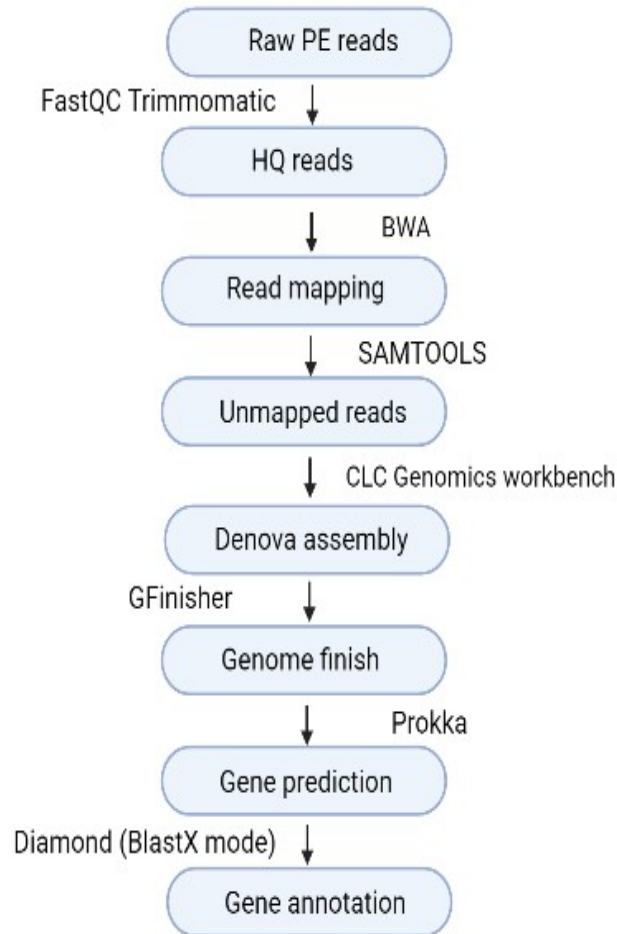 Raw PE reads
FastQC Trimmomatic
HQ reads
BWA
Read mapping
SAMTOOLS
Unmapped reads
CLC Genomics workbench
Denova assembly
GFinisher
Genome finish
Prokka
Gene prediction
Diamond (BlastX mode)
Gene annotation